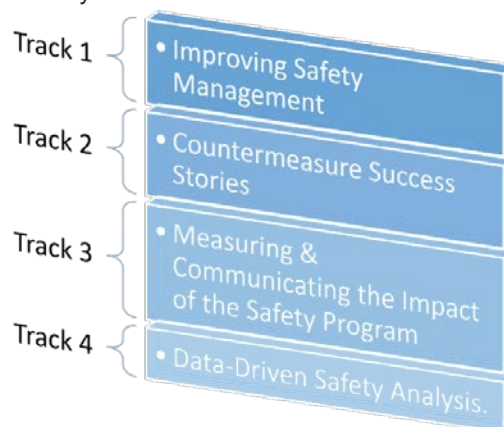 Track 1
• Improving Safety
Management
Track 2
• Countermeasure Success
Stories
Track 3
• Measuring &
Communicating the Impact
of the Safety Program
Track 4
• Data-Driven Safety Analysis.